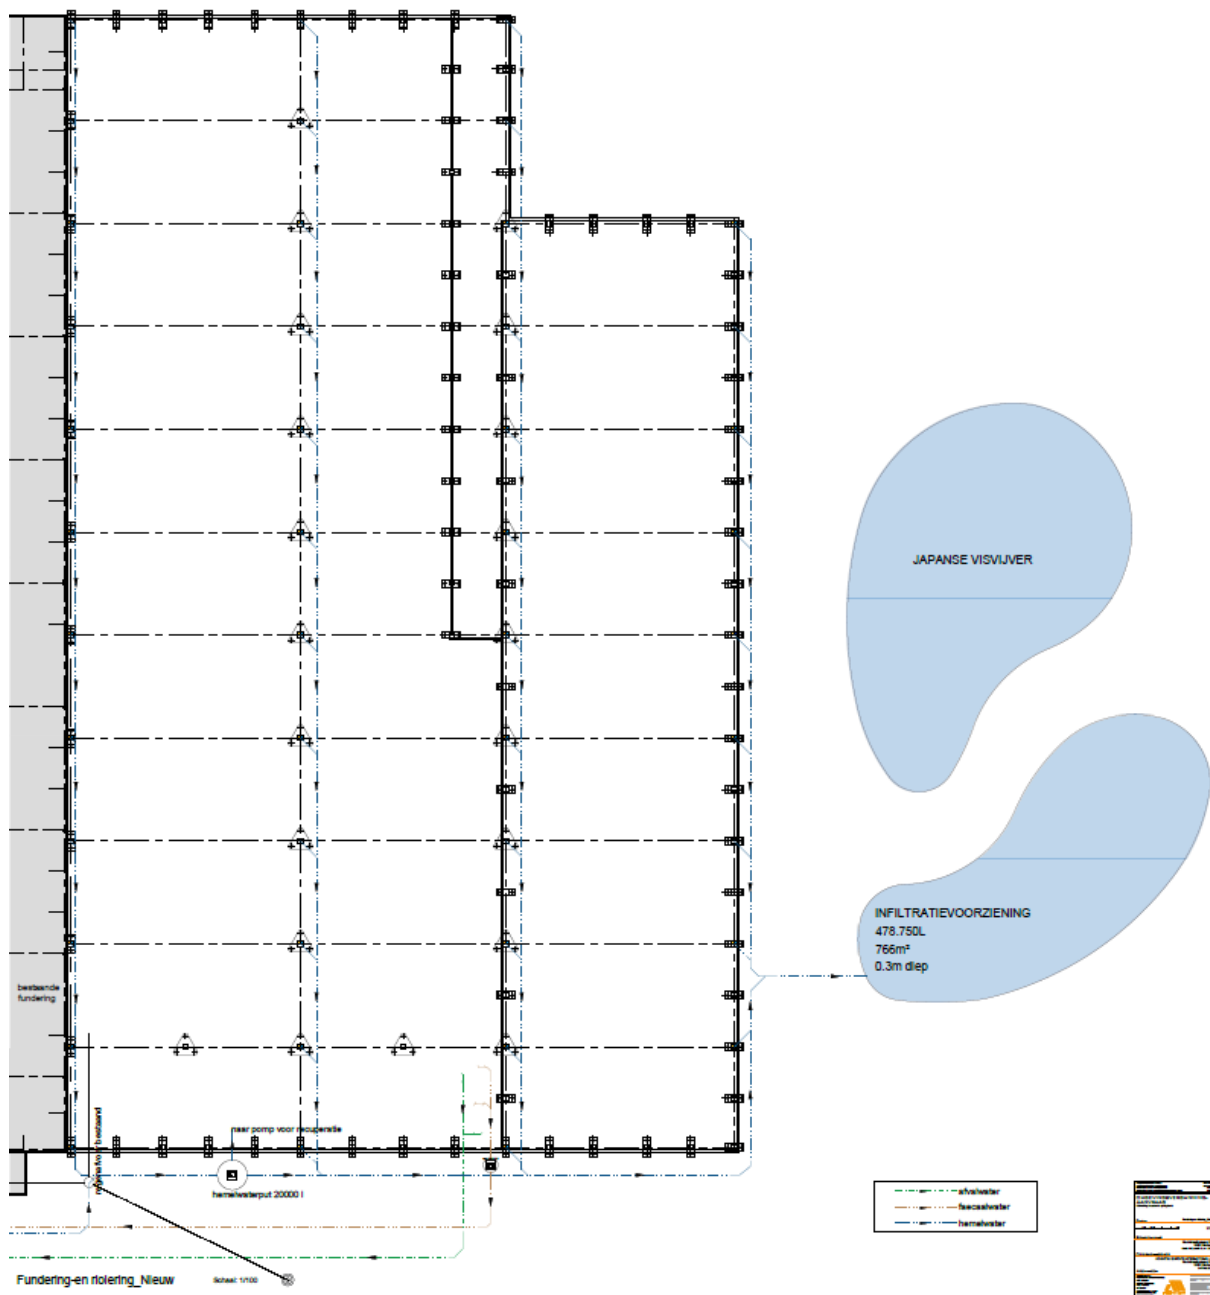 JAPANSE VISVIJVER
INFILTRATIEVOORZIENING
478.750L
766m²
0.3m diep
bestaande
fundering
naar pomp voor recuperatie
hemelwaterput 20000 l
afvalwater
faecaalwater
hemelwater
Fundering-en riolering_Nieuw
Schaal: 1/100